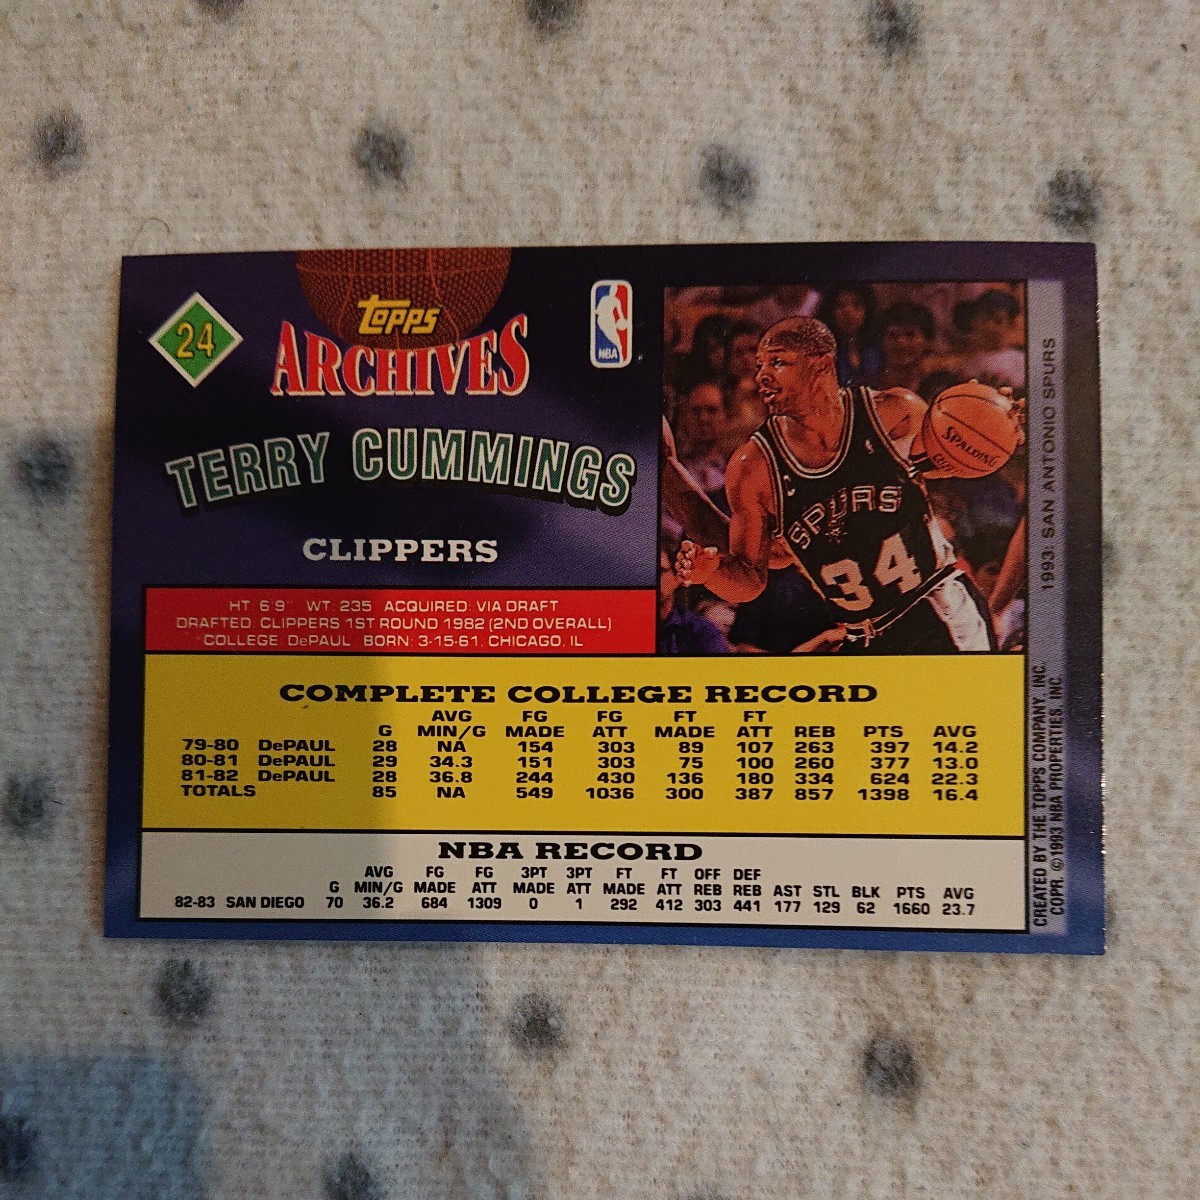 24
TOPPS
ARCHIVES
NBA
TERRY CUMMINGS
CLIPPERS
HT: 6'9" WT: 235 ACQUIRED: VIA DRAFT
DRAFTED: CLIPPERS 1ST ROUND 1982 (2ND OVERALL)
COLLEGE: DePAUL BORN: 3-15-61, CHICAGO, IL
SPALDING
SPURS
34
1993: SAN ANTONIO SPURS
COMPLETE COLLEGE RECORD
AVG FG FG FT FT
G MIN/G MADE ATT MADE ATT REB PTS AVG
79-80 DePAUL 28 NA 154 303 89 107 263 397 14.2
80-81 DePAUL 29 34.3 151 303 75 100 260 377 13.0
81-82 DePAUL 28 36.8 244 430 136 180 334 624 22.3
TOTALS 85 NA 549 1036 300 387 857 1398 16.4
NBA RECORD
AVG FG FG 3PT 3PT FT FT OFF DEF
G MIN/G MADE ATT MADE ATT MADE ATT REB REB AST STL BLK PTS AVG
82-83 SAN DIEGO 70 36.2 684 1309 0 1 292 412 303 441 177 129 62 1660 23.7
CREATED BY THE TOPPS COMPANY, INC.
COPR. ©1993 NBA PROPERTIES, INC.